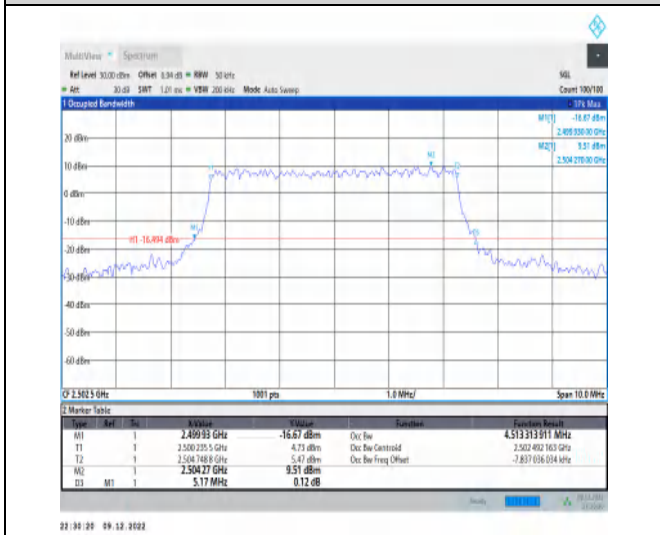 MultiView Spectrum
Ref Level 30.00 dBm Offset 8.94 dB RBW 50 kHz SGL
Att 30 dB SWT 1.01 ms VBW 200 kHz Mode Auto Sweep Count 100/100
1 Occupied Bandwidth 1Pk Max
M1[1] -16.67 dBm
2.499 930 00 GHz
M2[1] 9.51 dBm
2.504 270 00 GHz
20 dBm
10 dBm
M2
0 dBm
-10 dBm
M1
H1 -16.494 dBm
-20 dBm
-30 dBm
-40 dBm
-50 dBm
-60 dBm
CF 2.502 5 GHz 1001 pts 1.0 MHz/ Span 10.0 MHz
2 Marker Table
Type Ref Trc X-Value Y-Value Function Function Result
M1 1 2.499 93 GHz -16.67 dBm Occ Bw 4.513 313 911 MHz
T1 1 2.500 235 5 GHz 4.73 dBm Occ Bw Centroid 2.502 492 163 GHz
T2 1 2.504 748 8 GHz 5.47 dBm Occ Bw Freq Offset -7.837 036 034 kHz
M2 1 2.504 27 GHz 9.51 dBm
D3 M1 1 5.17 MHz 0.12 dB
Ready
22:30:20 09.12.2022